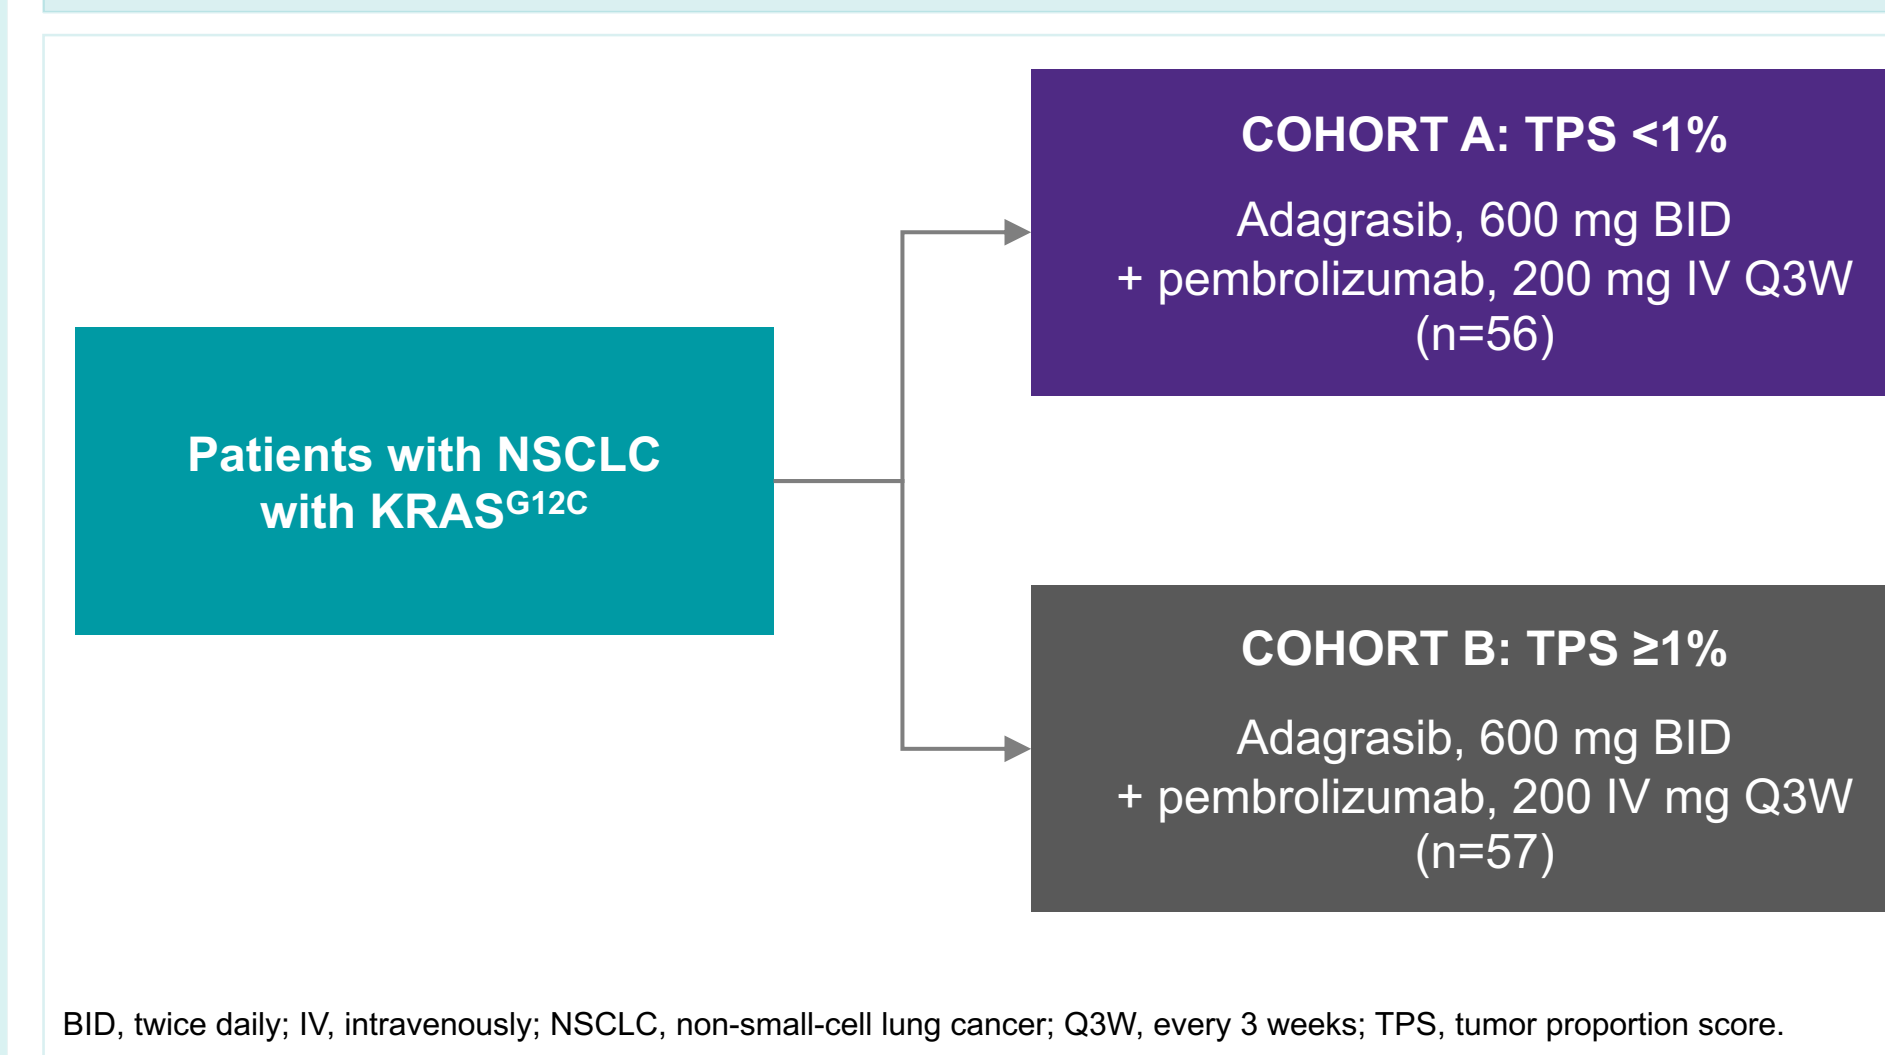 COHORT A: TPS <1%
Adagrasib, 600 mg BID
+ pembrolizumab, 200 mg IV Q3W
(n=56)
Patients with NSCLC
with KRASG12C
COHORT B: TPS ≥1%
Adagrasib, 600 mg BID
+ pembrolizumab, 200 IV mg Q3W
(n=57)
BID, twice daily; IV, intravenously; NSCLC, non-small-cell lung cancer; Q3W, every 3 weeks; TPS, tumor proportion score.